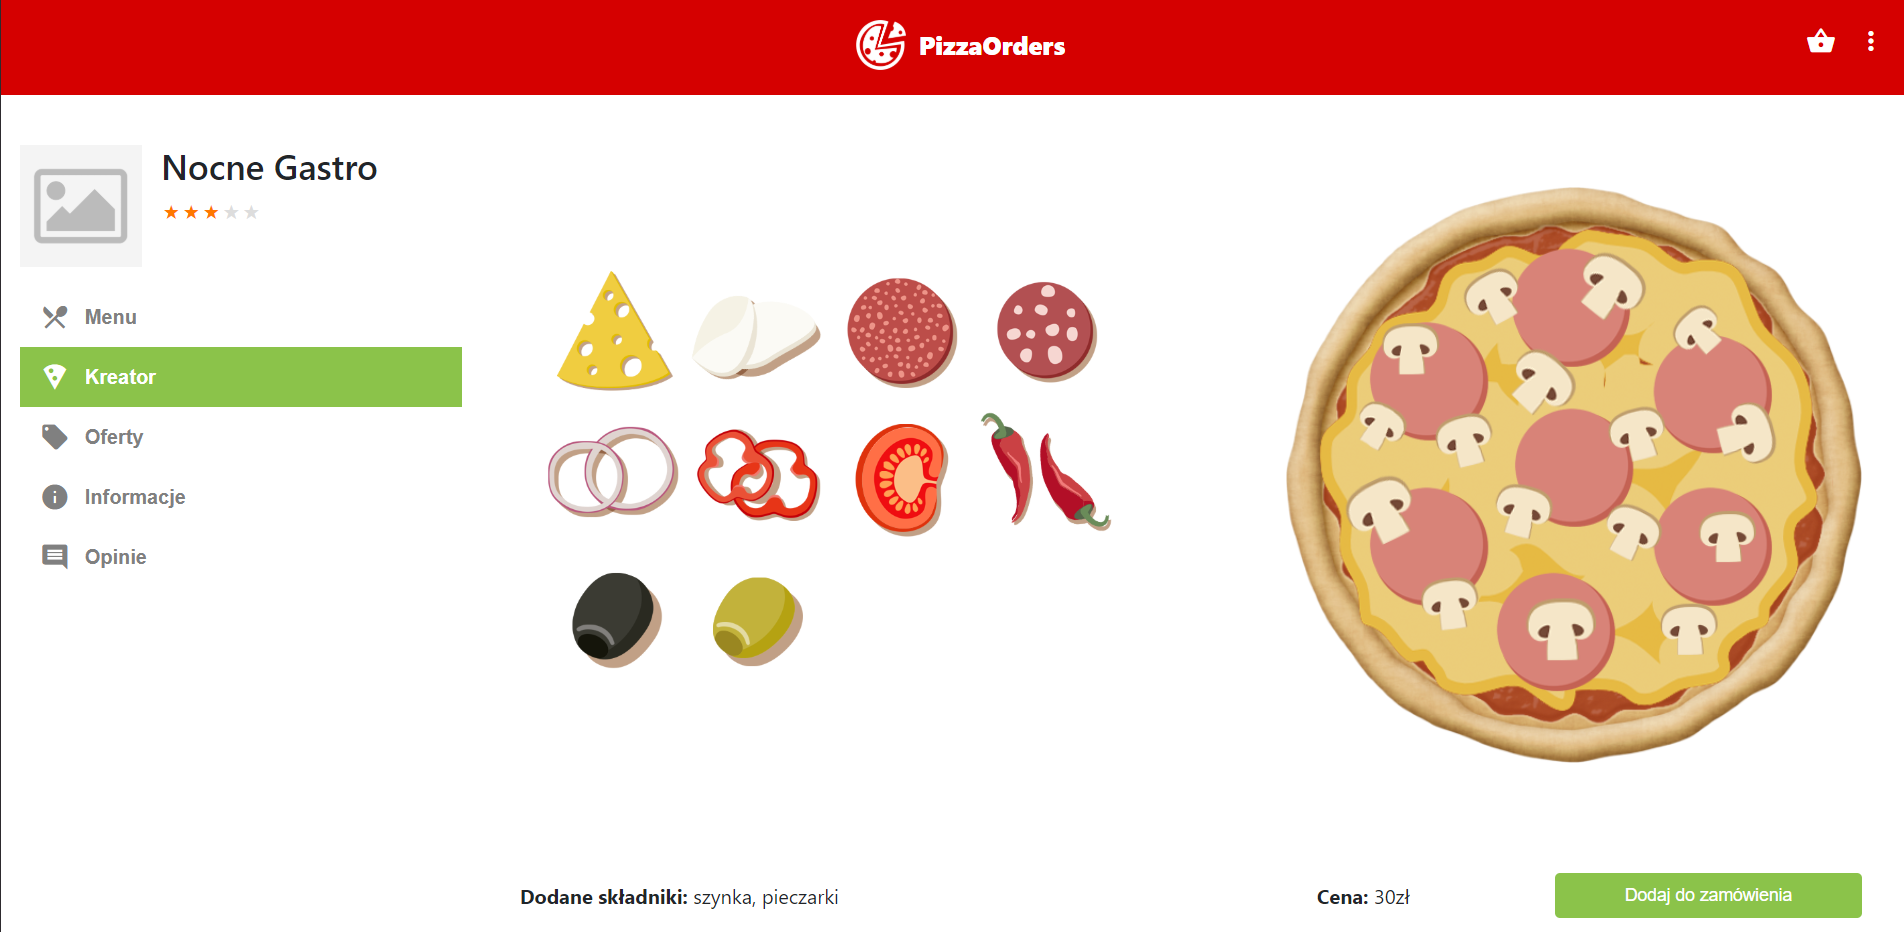 PizzaOrders
Nocne Gastro
Menu
Kreator
Oferty
Informacje
Opinie
Dodane składniki: szynka, pieczarki
Cena: 30zł
Dodaj do zamówienia